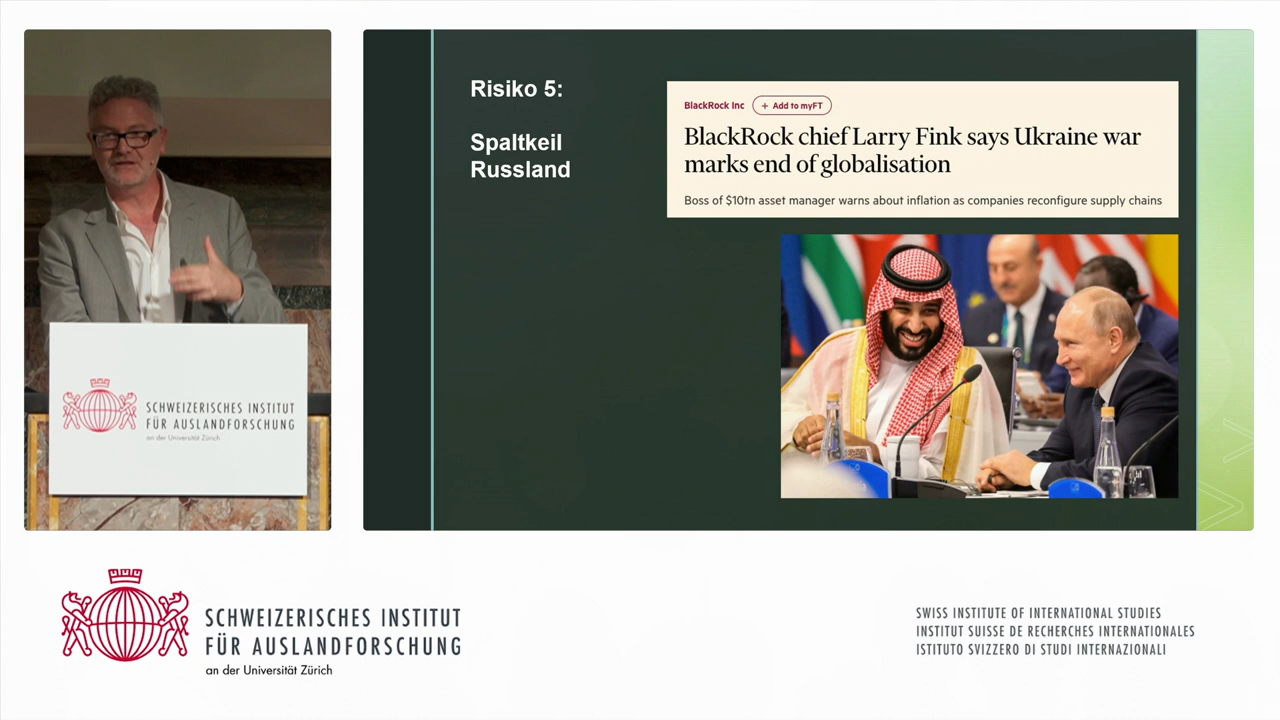 Risiko 5:
Spaltkeil
Russland
BlackRock Inc + Add to myFT
BlackRock chief Larry Fink says Ukraine war
marks end of globalisation
Boss of $10tn asset manager warns about inflation as companies reconfigure supply chains
SCHWEIZERISCHES INSTITUT
FÜR AUSLANDFORSCHUNG
an der Universität Zürich
SCHWEIZERISCHES INSTITUT
FÜR AUSLANDFORSCHUNG
an der Universität Zürich
SWISS INSTITUTE OF INTERNATIONAL STUDIES
INSTITUT SUISSE DE RECHERCHES INTERNATIONALES
ISTITUTO SVIZZERO DI STUDI INTERNAZIONALI